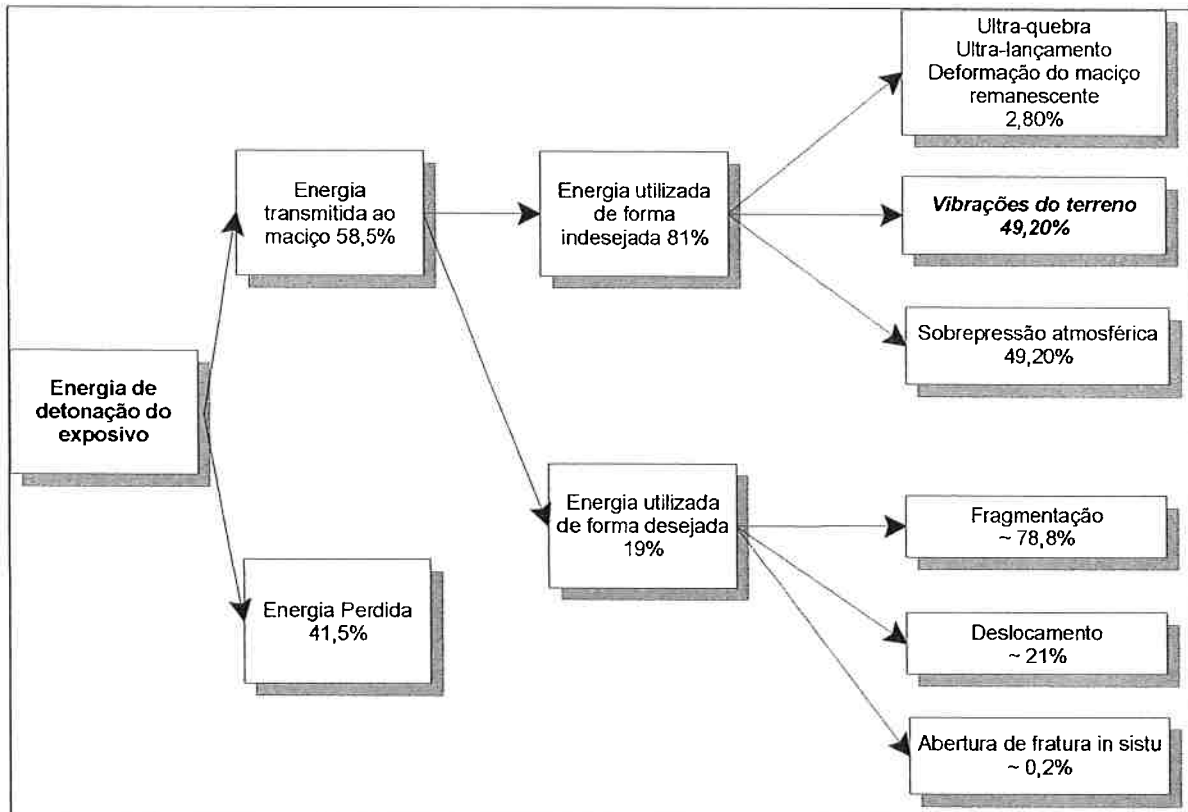 Energia de
detonação do
exposivo
Energia
transmitida ao
maciço 58,5%
Energia Perdida
41,5%
Energia utilizada
de forma
indesejada 81%
Energia utilizada
de forma desejada
19%
Ultra-quebra
Ultra-lançamento
Deformação do maciço
remanescente
2,80%
Vibrações do terreno
49,20%
Sobrepressão atmosférica
49,20%
Fragmentação
~ 78,8%
Deslocamento
~ 21%
Abertura de fratura in sistu
~ 0,2%